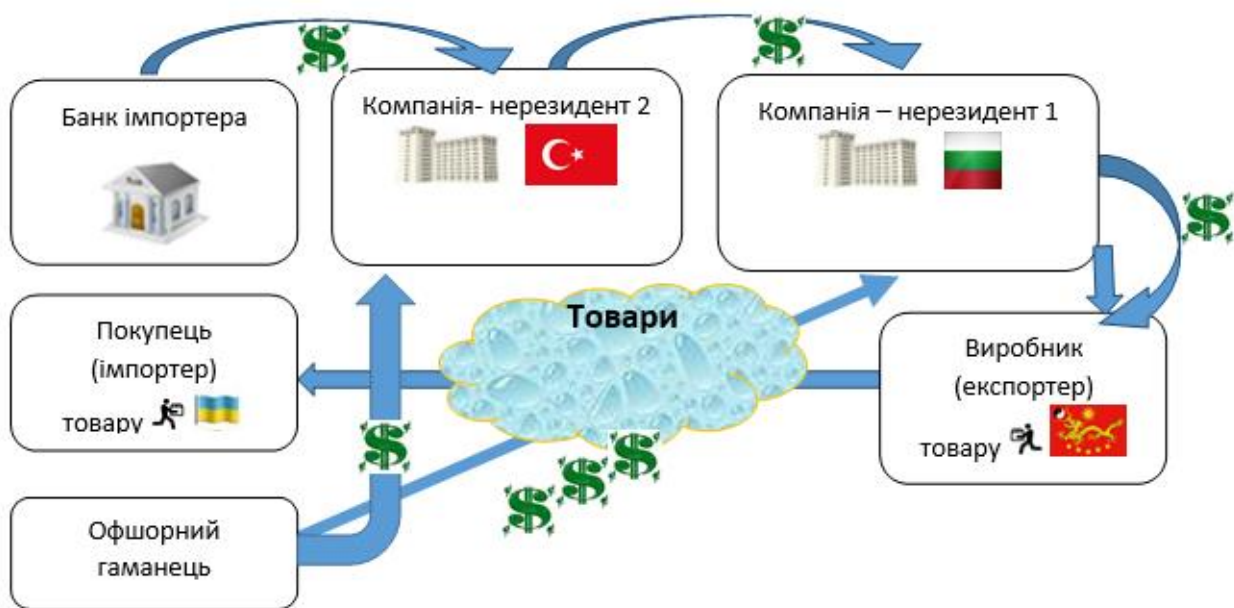 Банк імпортера
Компанія- нерезидент 2
Компанія – нерезидент 1
Товари
Покупець
(імпортер)
товару
Виробник
(експортер)
товару
Офшорний
гаманець